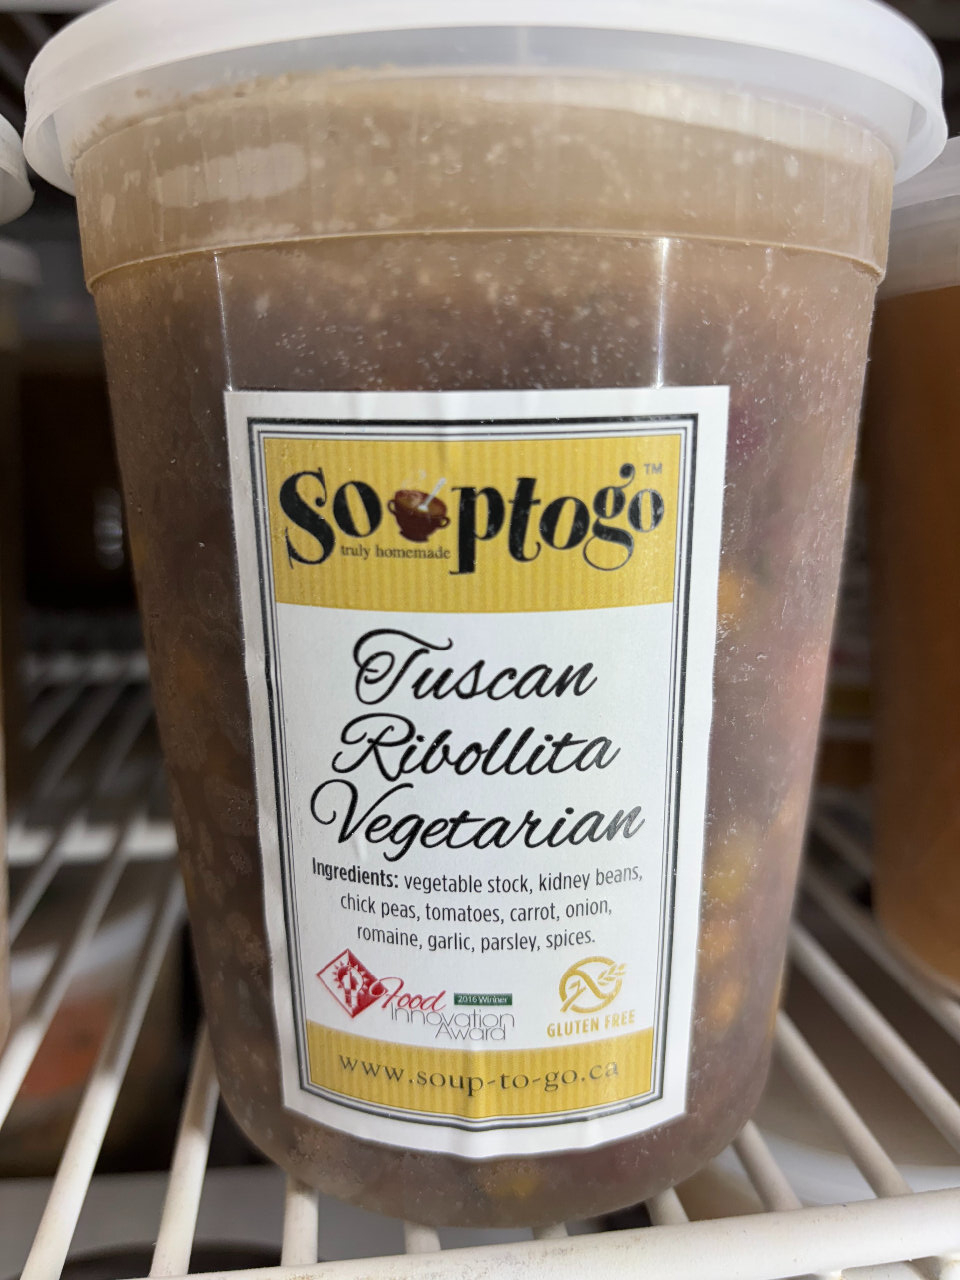 Souptogo™
truly homemade
Tuscan
Ribollita
Vegetarian
Ingredients: vegetable stock, kidney beans,
chick peas, tomatoes, carrot, onion,
romaine, garlic, parsley, spices.
Food 2016 Winner
Innovation
Award
GLUTEN FREE
www.soup-to-go.ca